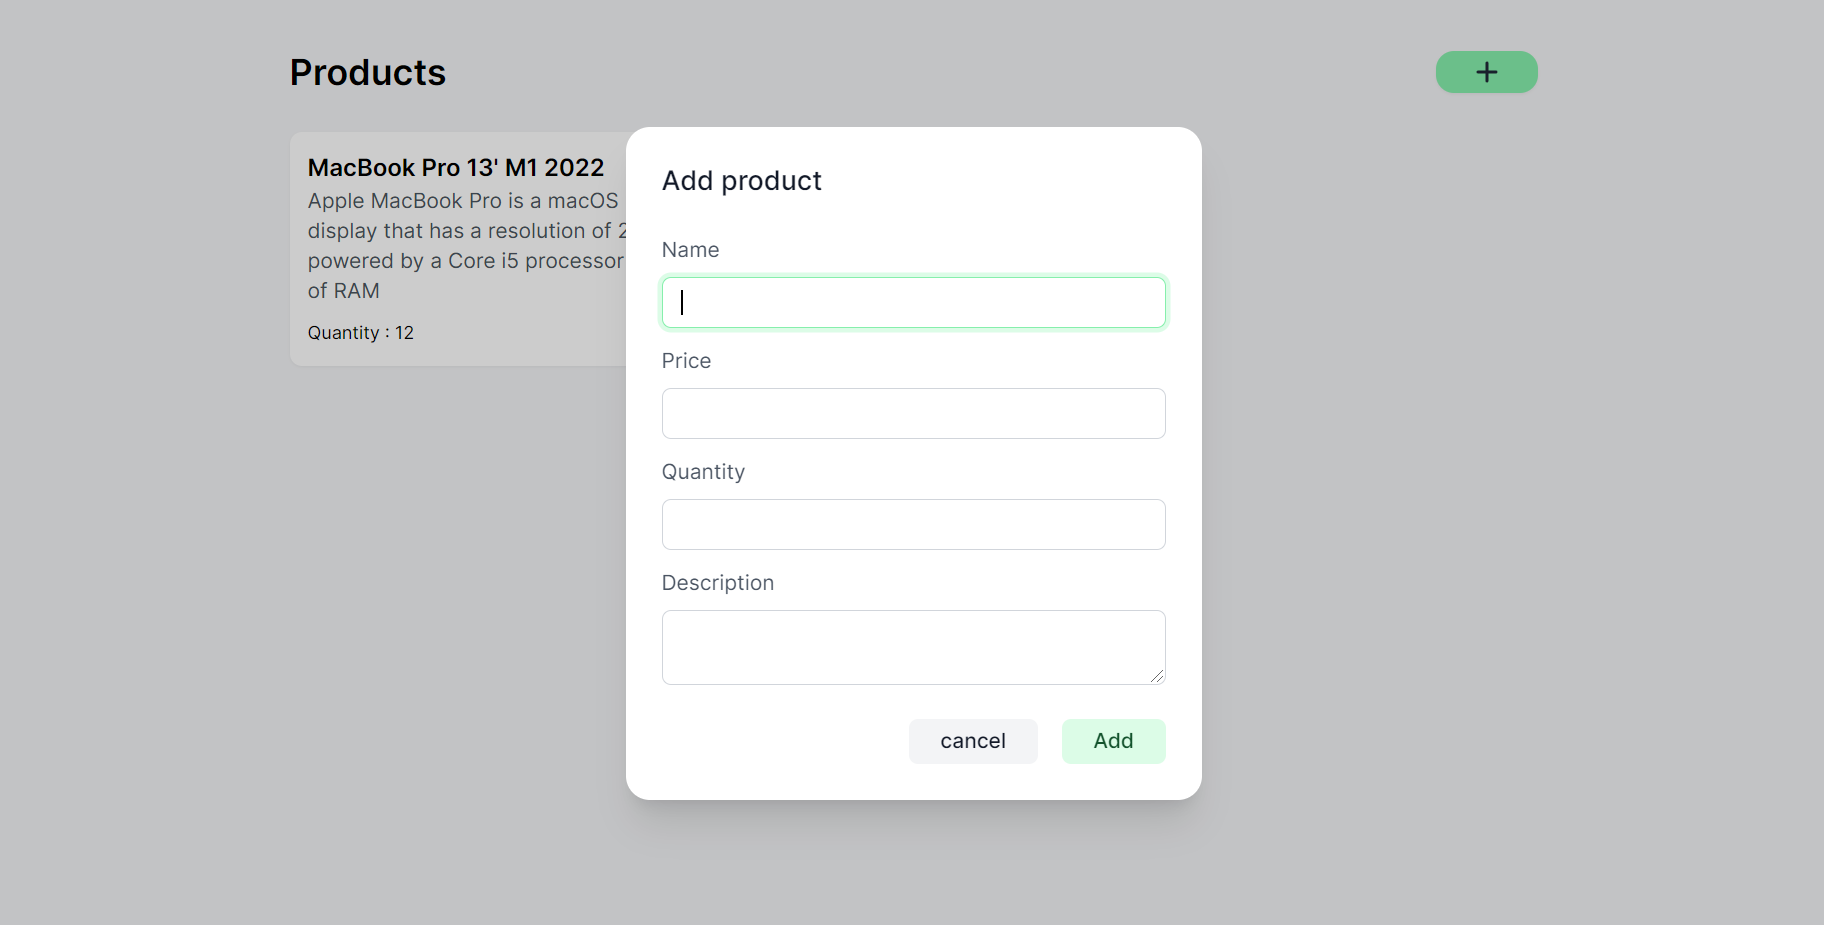 Products
+
MacBook Pro 13' M1 2022
Apple MacBook Pro is a macOS
display that has a resolution of
powered by a Core i5 processor
of RAM
Quantity : 12
Add product
Name
Price
Quantity
Description
cancel
Add